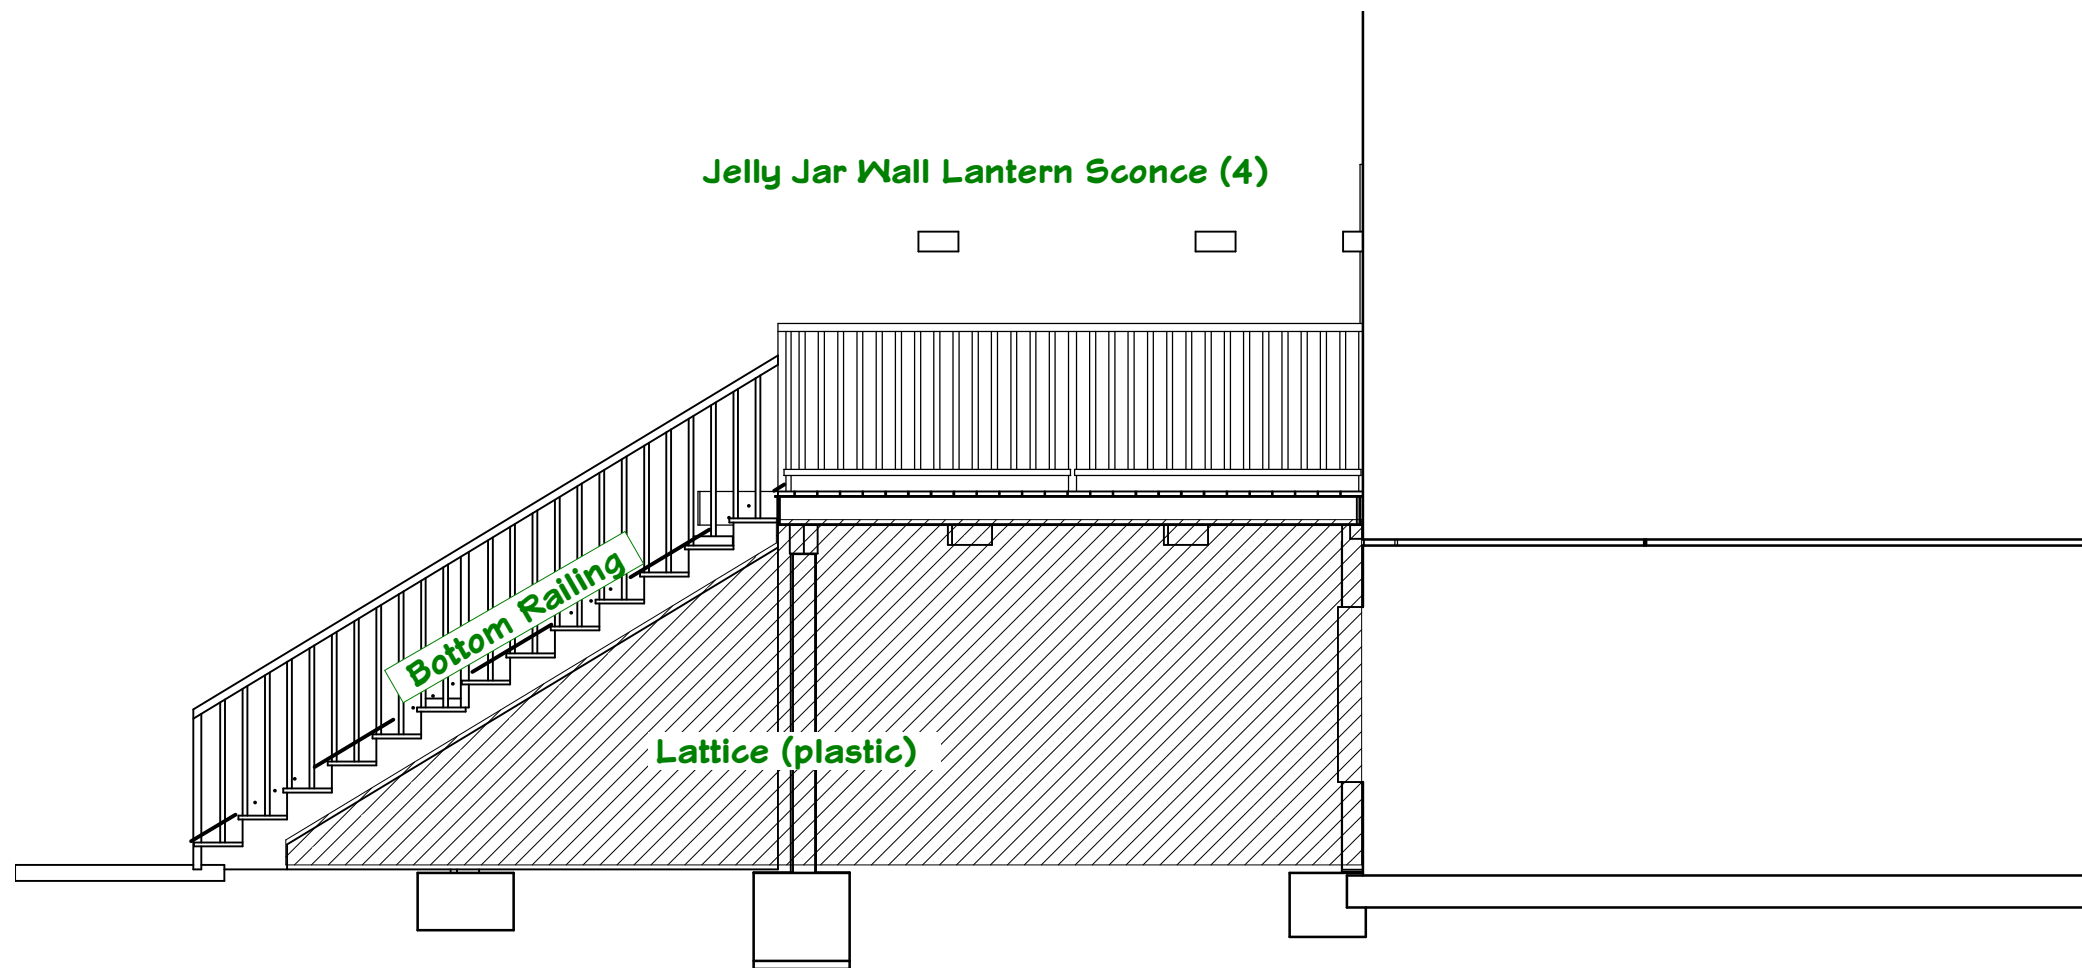 Jelly Jar Wall Lantern Sconce (4)
Bottom Railing
Lattice (plastic)